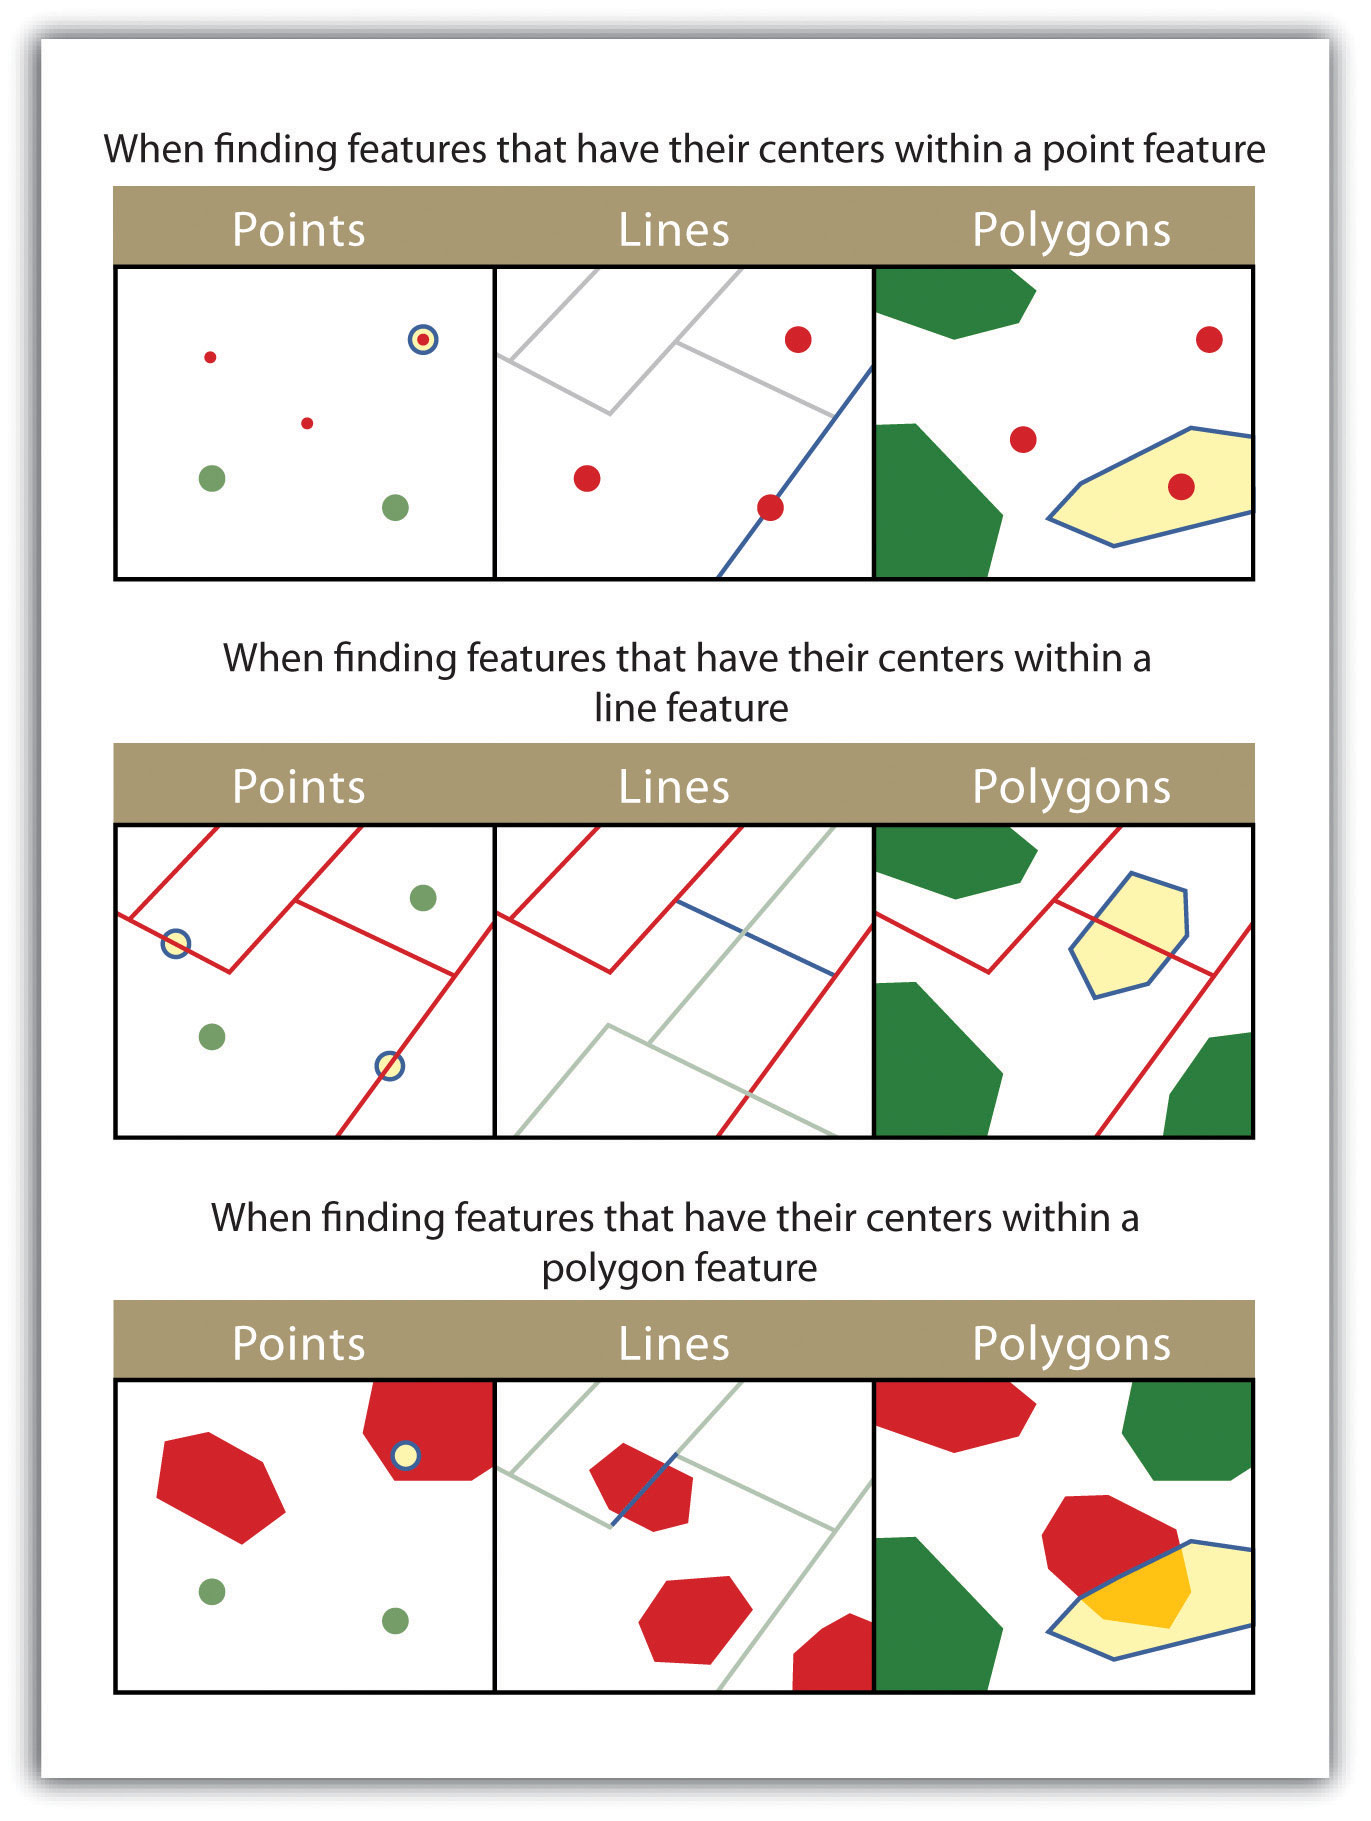 When finding features that have their centers within a point feature
Points Lines Polygons
When finding features that have their centers within a
line feature
Points Lines Polygons
When finding features that have their centers within a
polygon feature
Points Lines Polygons